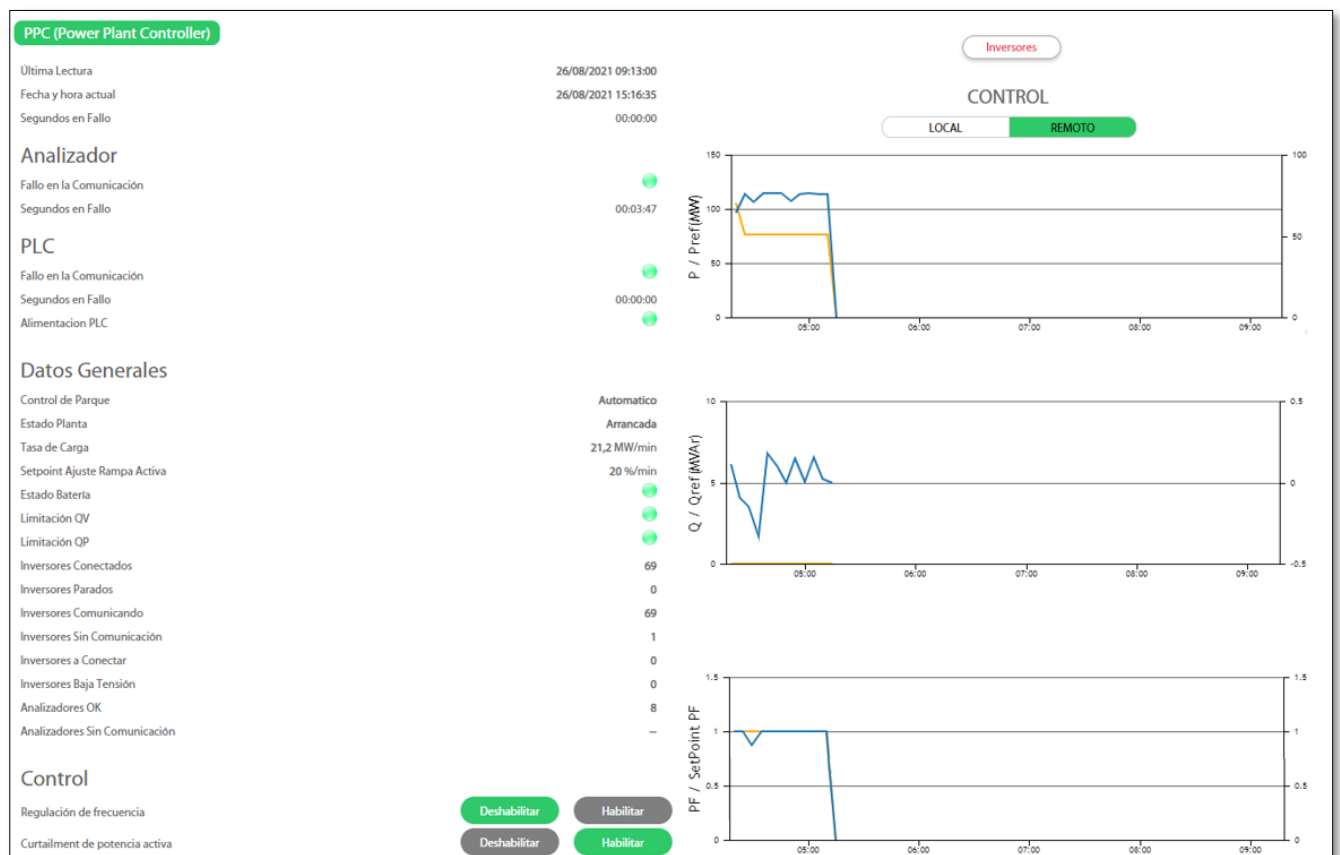 PPC (Power Plant Controller)
Última Lectura 26/08/2021 09:13:00
Fecha y hora actual 26/08/2021 15:16:35
Segundos en Fallo 00:00:00
Analizador
Fallo en la Comunicación
Segundos en Fallo 00:03:47
PLC
Fallo en la Comunicación
Segundos en Fallo 00:00:00
Alimentacion PLC
Datos Generales
Control de Parque Automatico
Estado Planta Arrancada
Tasa de Carga 21,2 MW/min
Setpoint Ajuste Rampa Activa 20 %/min
Estado Batería
Limitación QV
Limitación QP
Inversores Conectados 69
Inversores Parados 0
Inversores Comunicando 69
Inversores Sin Comunicación 1
Inversores a Conectar 0
Inversores Baja Tensión 0
Analizadores OK 8
Analizadores Sin Comunicación --
Control
Regulación de frecuencia Deshabilitar Habilitar
Curtailment de potencia activa Deshabilitar Habilitar
Inversores
CONTROL
LOCAL REMOTO
P / Pref(MW)
150 100
100
50
50
0 0
05:00 06:00 07:00 08:00 09:00
Q / Qref(MVAr)
10 0.5
5 0
0 -0.5
05:00 06:00 07:00 08:00 09:00
PF / SetPoint PF
1.5 1.5
1 1
0.5 0.5
0 0
05:00 06:00 07:00 08:00 09:00